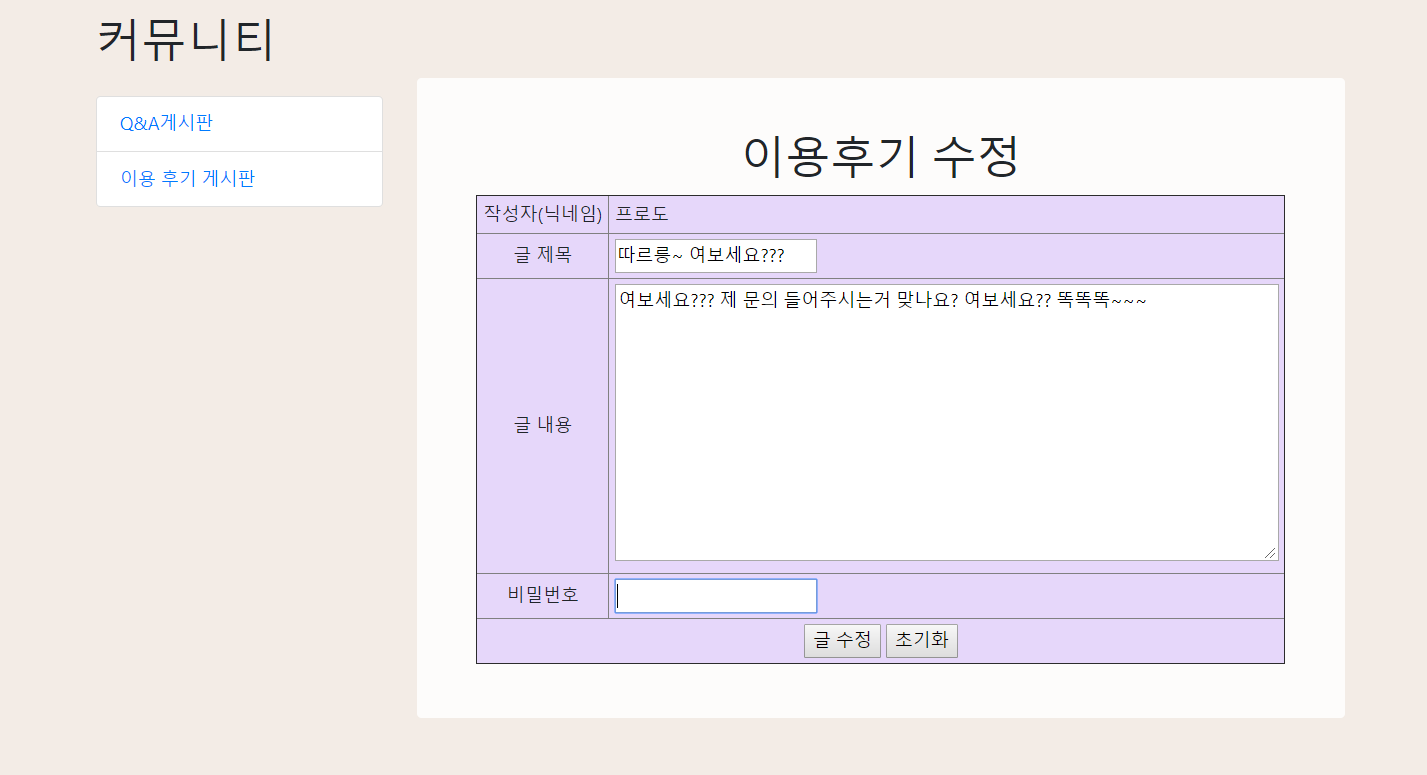 커뮤니티
Q&A게시판
이용 후기 게시판
이용후기 수정
작성자(닉네임) 프로도
글 제목 따르릉~ 여보세요???
글 내용 여보세요??? 제 문의 들어주시는거 맞나요? 여보세요?? 똑똑똑~~~
비밀번호
글 수정 초기화